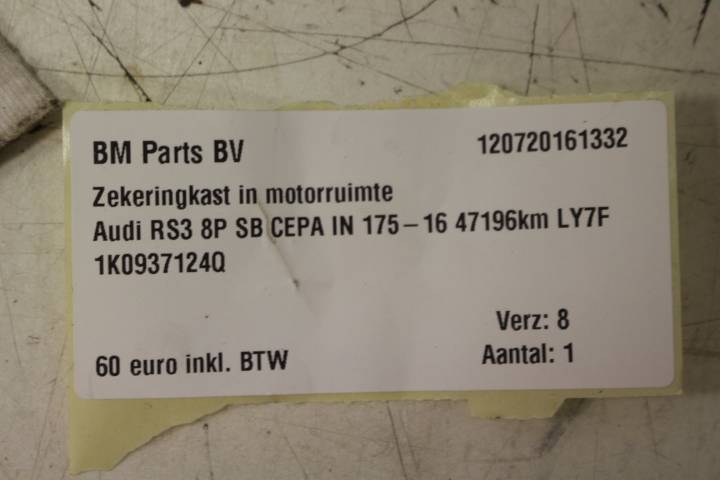 BM Parts BV 120720161332
Zekeringkast in motorruimte
Audi RS3 8P SB CEPA IN 175-16 47196km LY7F
1K0937124Q
Verz: 8
60 euro inkl. BTW Aantal: 1